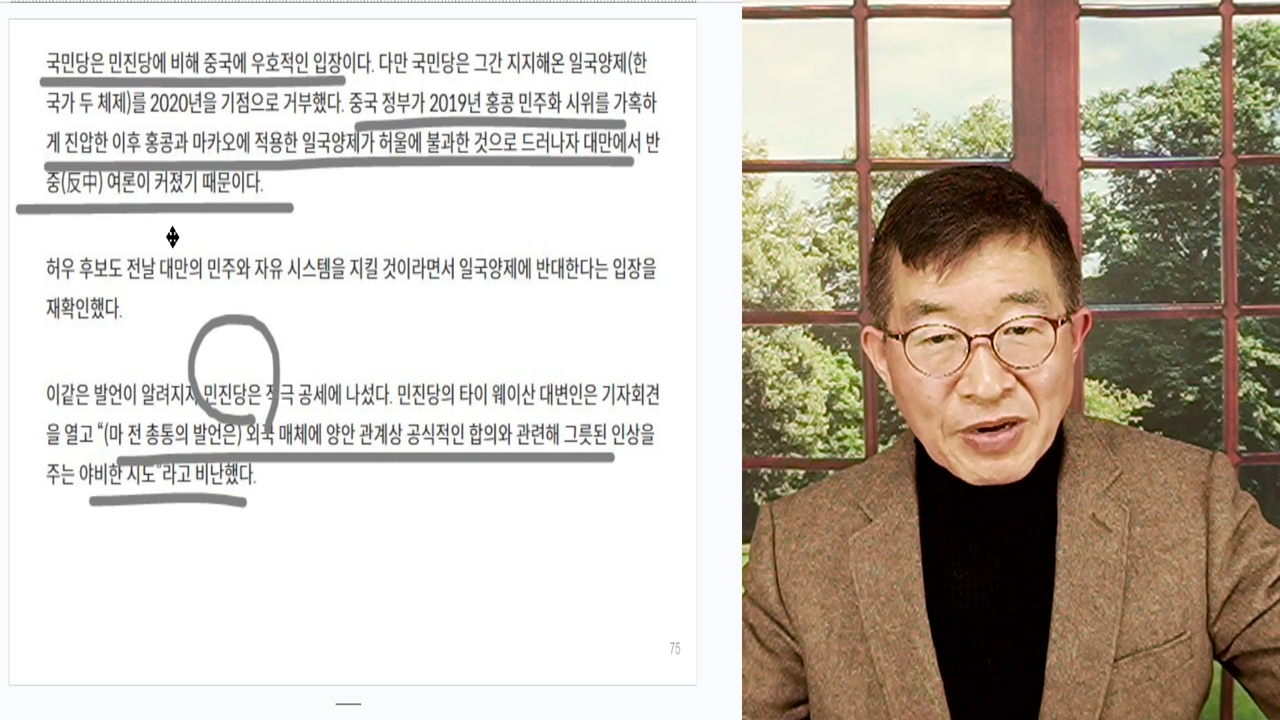 국민당은 민진당에 비해 중국에 우호적인 입장이다. 다만 국민당은 그간 지지해온 일국양제(한
국가 두 체제)를 2020년을 기점으로 거부했다. 중국 정부가 2019년 홍콩 민주화 시위를 가혹하
게 진압한 이후 홍콩과 마카오에 적용한 일국양제가 허울에 불과한 것으로 드러나자 대만에서 반
중(反中) 여론이 커졌기 때문이다.
허우 후보도 전날 대만의 민주와 자유 시스템을 지킬 것이라면서 일국양제에 반대한다는 입장을
재확인했다.
이같은 발언이 알려지자 민진당은 적극 공세에 나섰다. 민진당의 타이 웨이산 대변인은 기자회견
을 열고 “(마 전 총통의 발언은) 외국 매체에 양안 관계상 공식적인 합의와 관련해 그릇된 인상을
주는 야비한 시도”라고 비난했다.
75